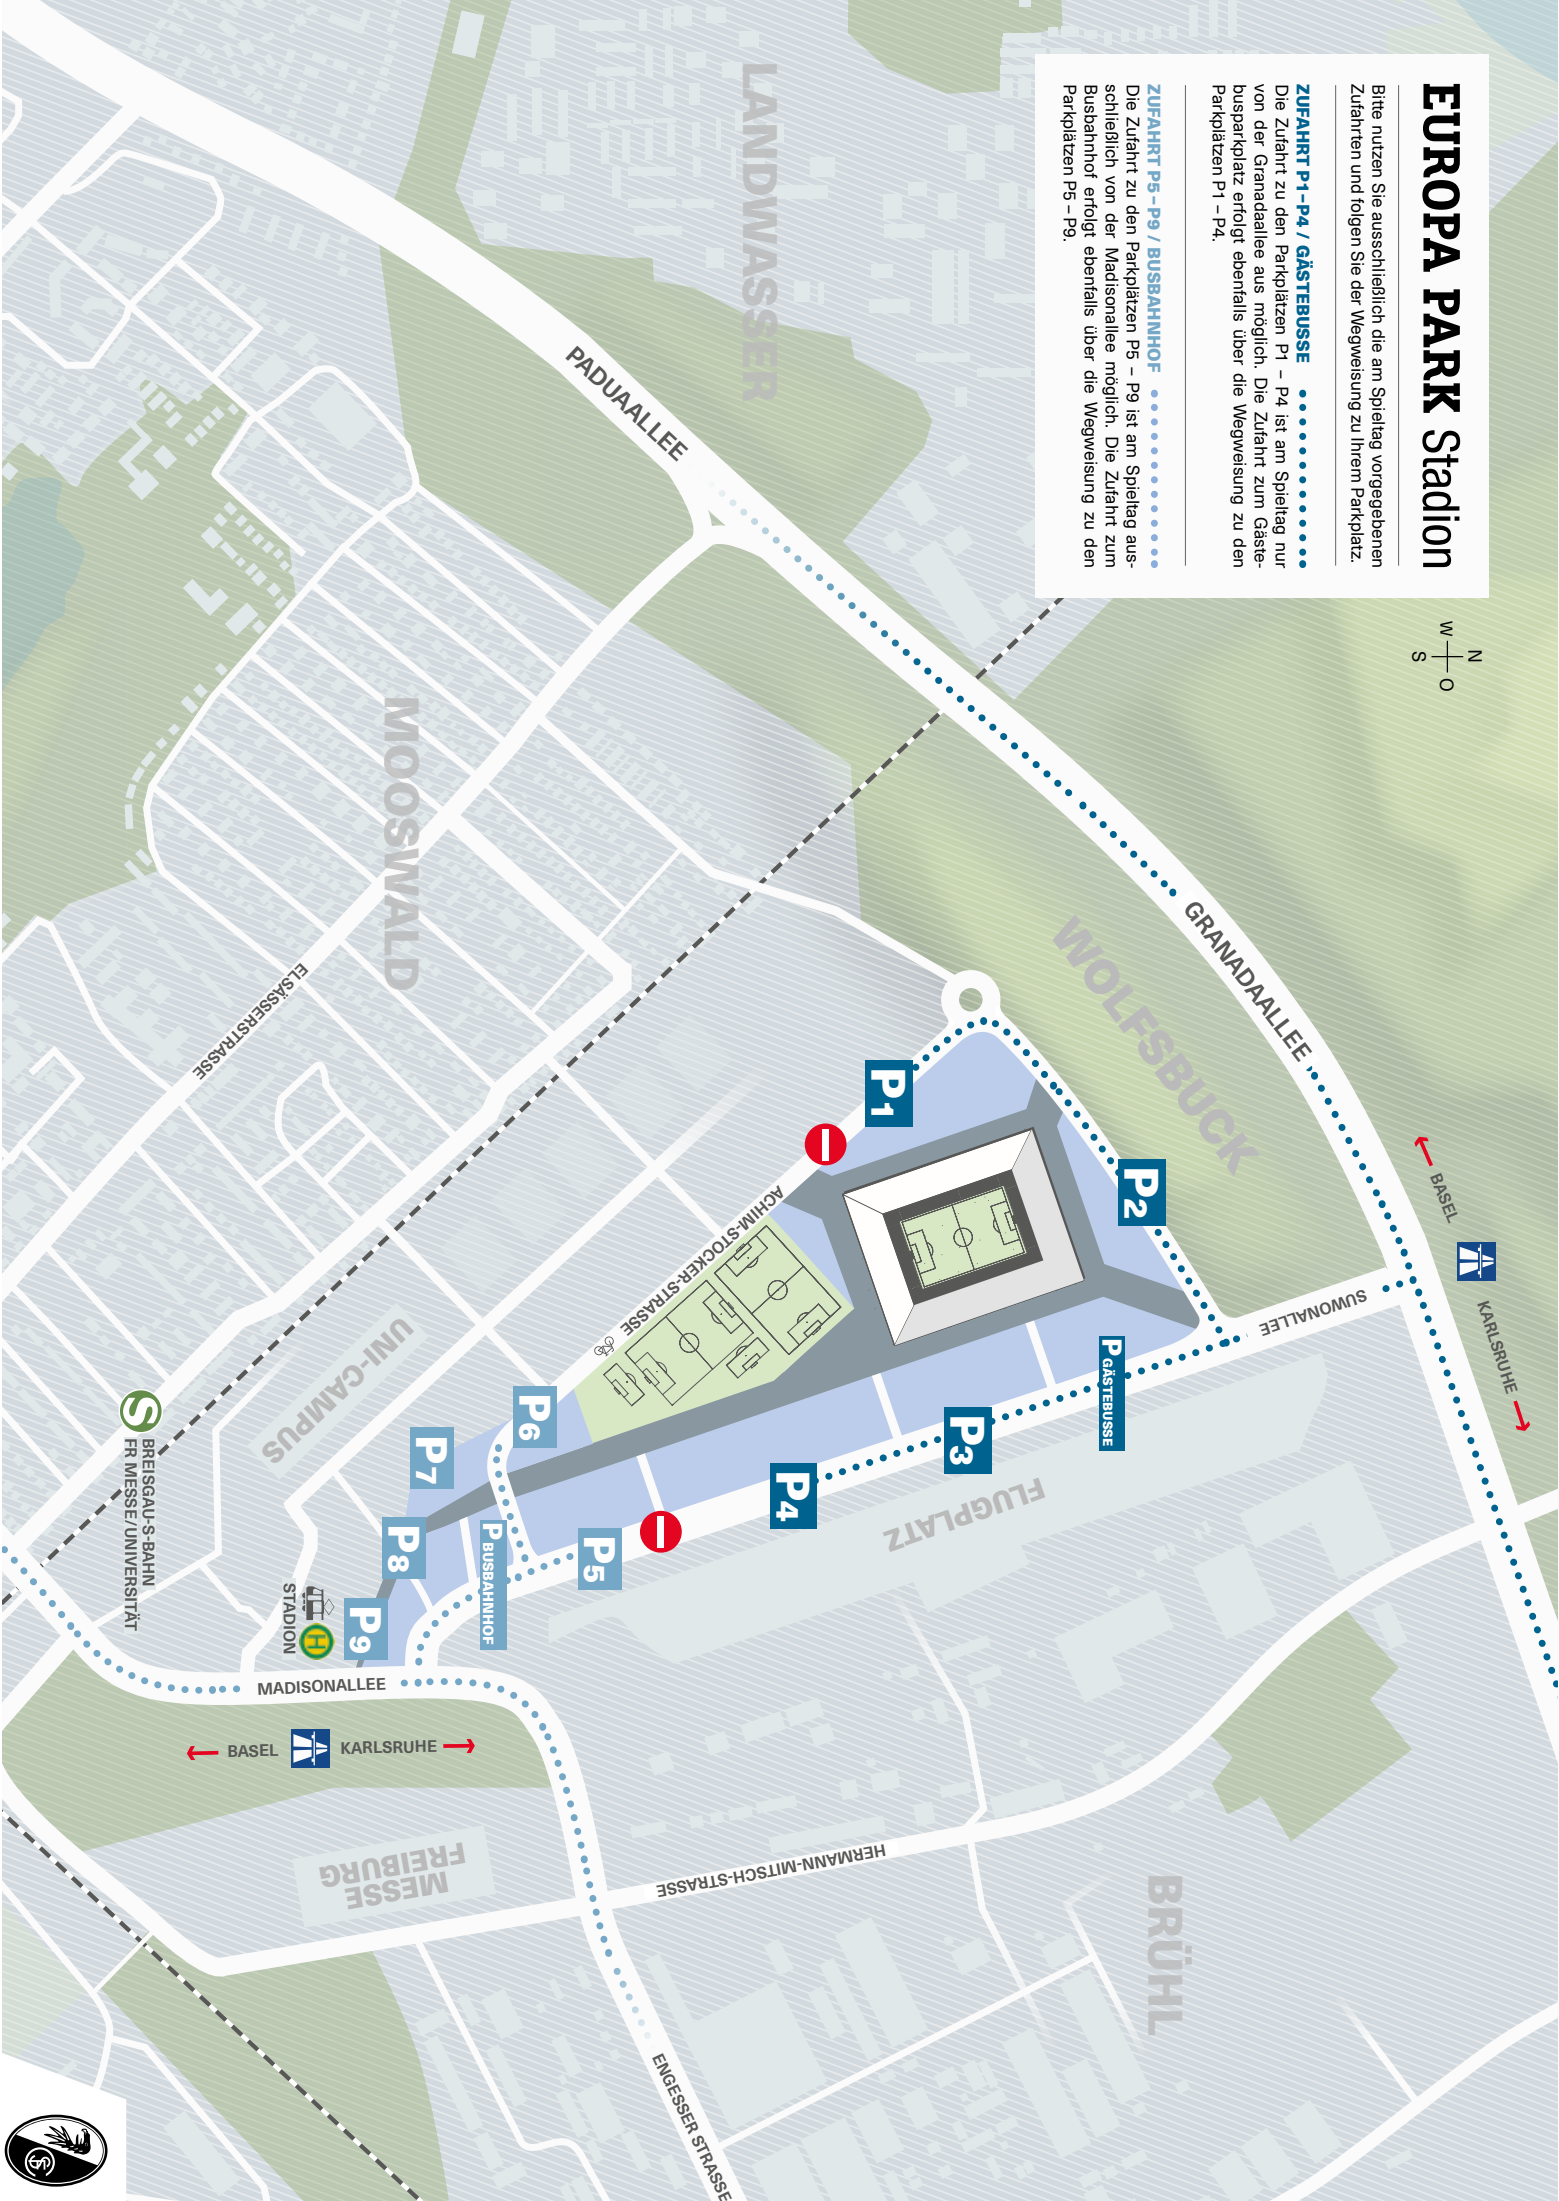 EUROPA PARK Stadion
Bitte nutzen Sie ausschließlich die am Spieltag vorgegebenen
Zufahrten und folgen Sie der Wegweisung zu Ihrem Parkplatz.
ZUFAHRT P1–P4 / GÄSTEBUSSE
Die Zufahrt zu den Parkplätzen P1 – P4 ist am Spieltag nur
von der Granadaallee aus möglich. Die Zufahrt zum Gäste-
busparkplatz erfolgt ebenfalls über die Wegweisung zu den
Parkplätzen P1 – P4.
ZUFAHRT P5–P9 / BUSBAHNHOF
Die Zufahrt zu den Parkplätzen P5 – P9 ist am Spieltag aus-
schließlich von der Madisonallee möglich. Die Zufahrt zum
Busbahnhof erfolgt ebenfalls über die Wegweisung zu den
Parkplätzen P5 – P9.
N
W
O
S
LANDWASSER
PADUAALLEE
MOOSWALD
GRANADAALLEE
WOLFSBUCK
ELSÄSSERSTRASSE
P1
P2
BASEL
KARLSRUHE
ACHIM-STOCKER-STRASSE
SUWONALLEE
P GÄSTEBUSSE
UNI-CAMPUS
P3
P4
FLUGPLATZ
P6
P7
P8
P5
P BUSBAHNHOF
P9
S
BREISGAU-S-BAHN
FR MESSE/UNIVERSITÄT
H
STADION
MADISONALLEE
BASEL
KARLSRUHE
MESSE
FREIBURG
HERMANN-MITSCH-STRASSE
BRÜHL
ENGESSER STRASSE